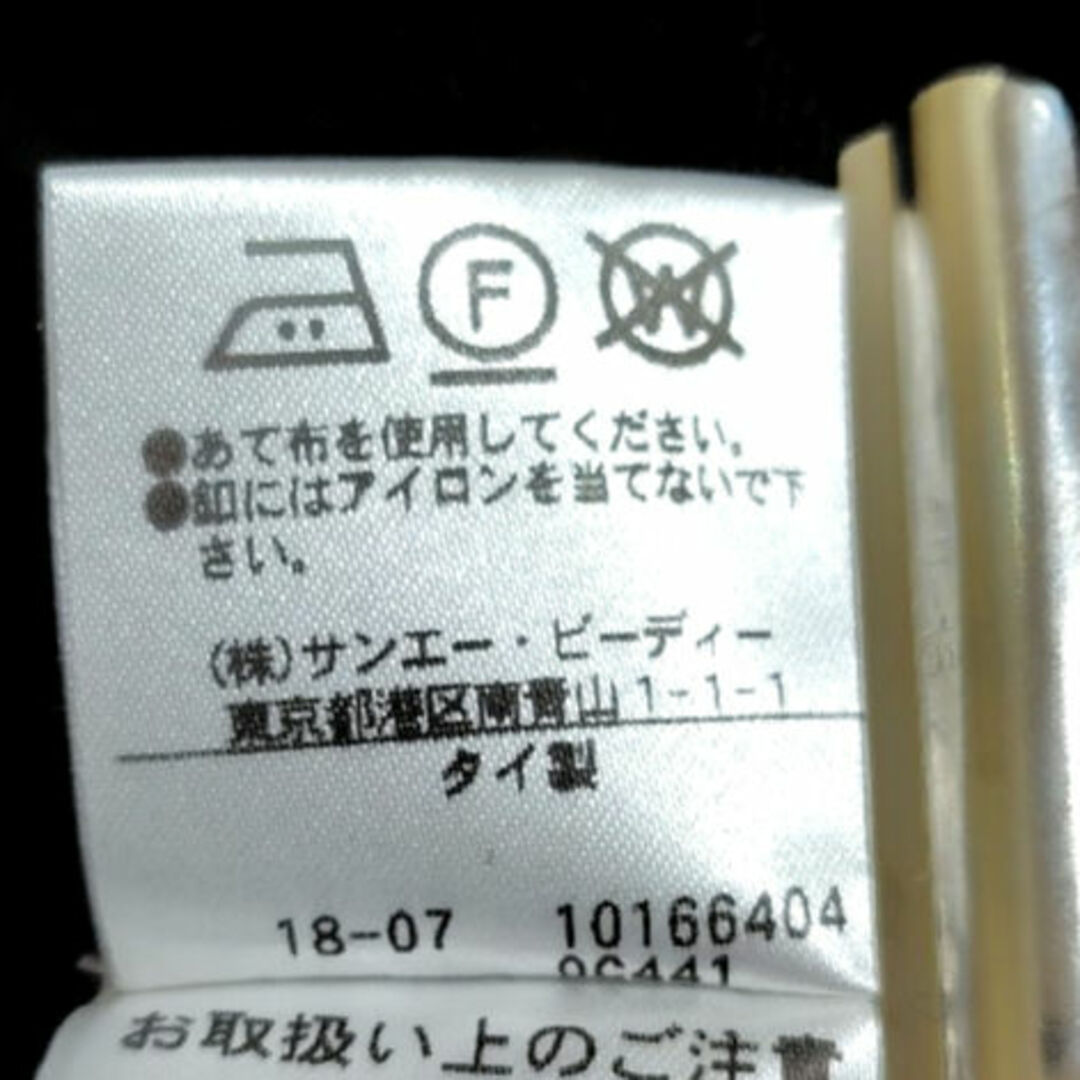 F W
●あて布を使用してください。
●釦にはアイロンを当てないで下
さい。
(株)サンエー・ビーディー
東京都港区南青山1-1-1
タイ製
18-07 10166404
お取扱い上のご注意